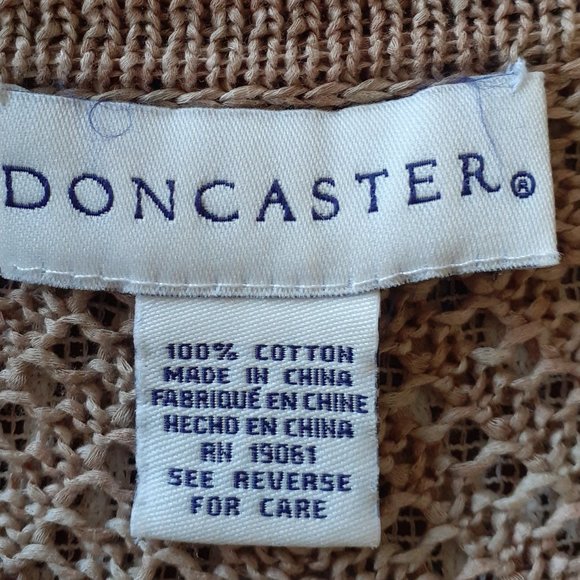 DONCASTER®
100% COTTON
MADE IN CHINA
FABRIQUÉ EN CHINE
HECHO EN CHINA
RN 19061
SEE REVERSE
FOR CARE